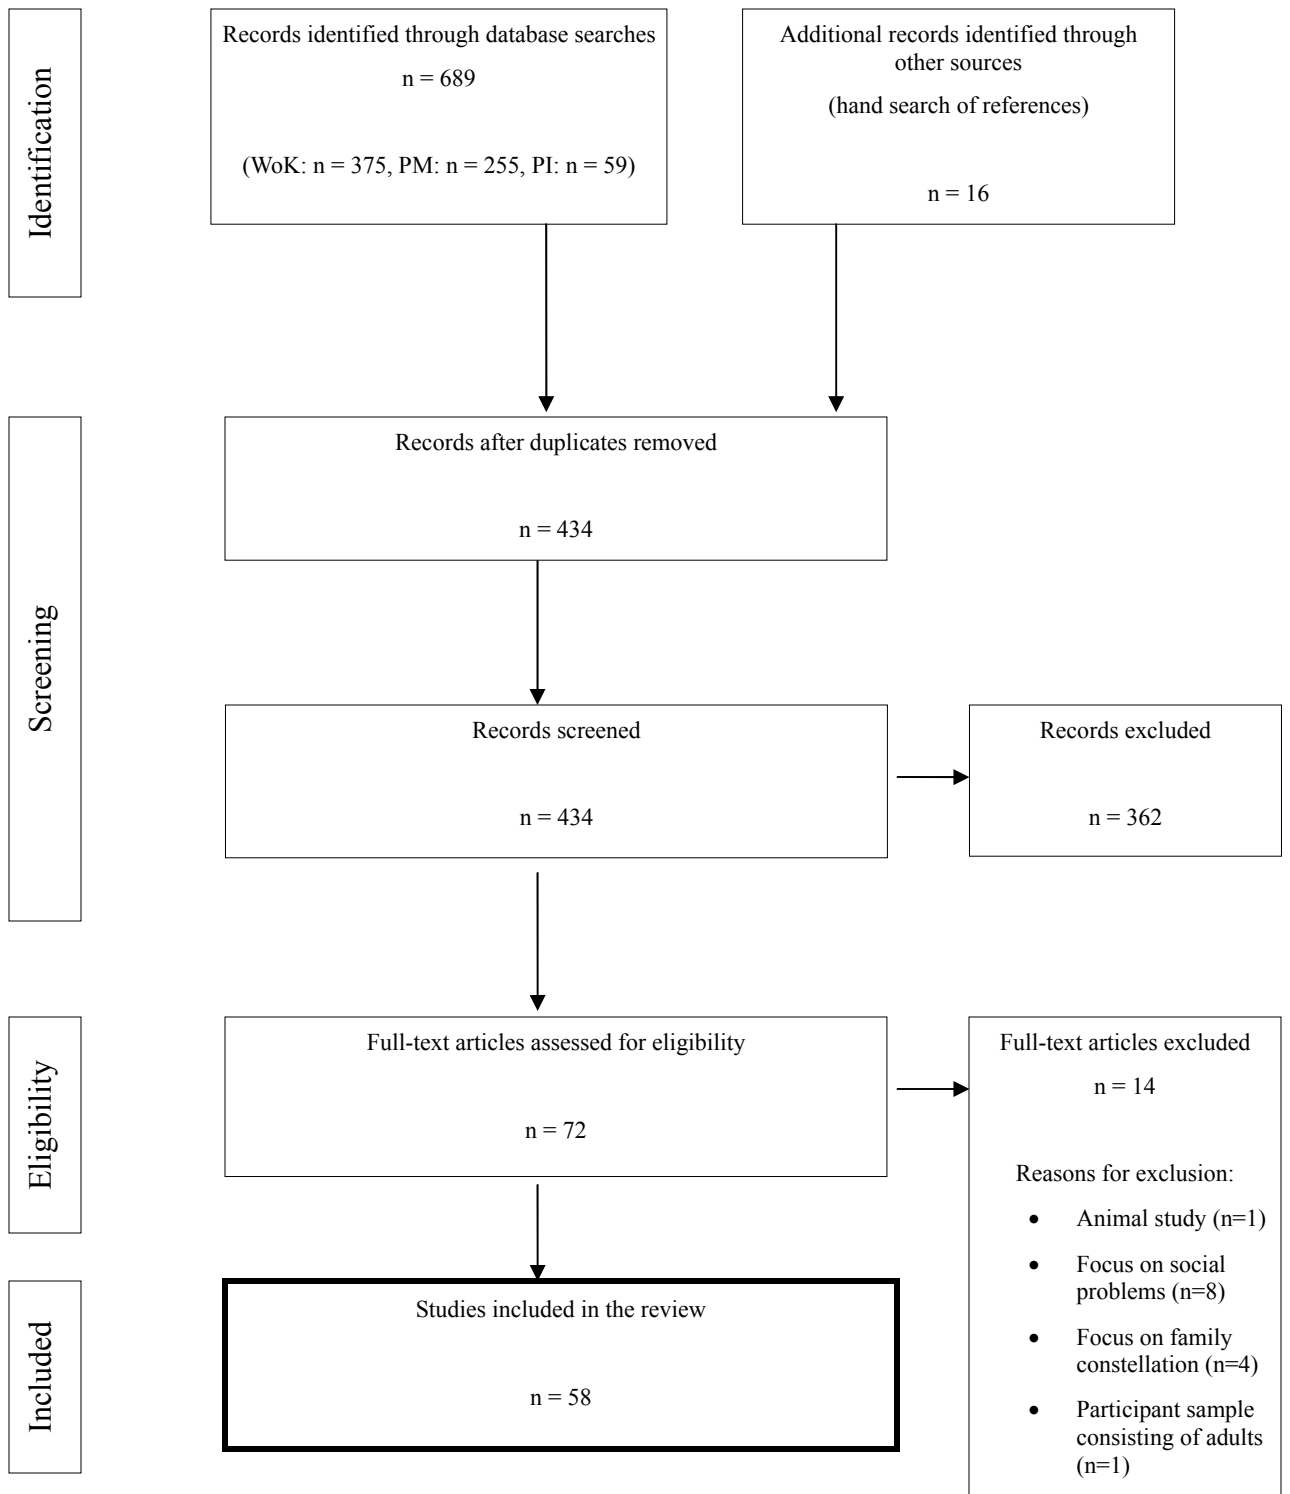 Identification
Records identified through database searches
n = 689
(WoK: n = 375, PM: n = 255, PI: n = 59)
Additional records identified through
other sources
(hand search of references)
n = 16
Screening
Records after duplicates removed
n = 434
Records screened
n = 434
Records excluded
n = 362
Eligibility
Full-text articles assessed for eligibility
n = 72
Full-text articles excluded
n = 14
Reasons for exclusion:
• Animal study (n=1)
• Focus on social
problems (n=8)
• Focus on family
constellation (n=4)
• Participant sample
consisting of adults
(n=1)
Included
Studies included in the review
n = 58